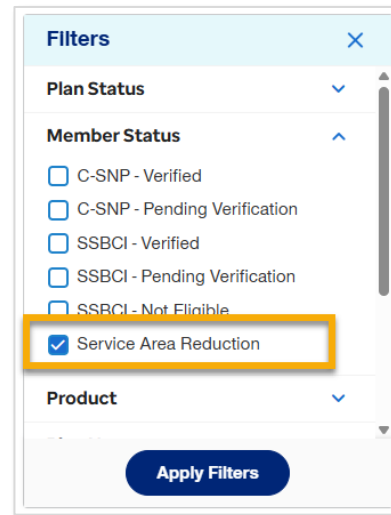 Filters
Plan Status
Member Status
C-SNP - Verified
C-SNP - Pending Verification
SSBCI - Verified
SSBCI - Pending Verification
SSBCI - Not Eligible
Service Area Reduction
Product
Apply Filters